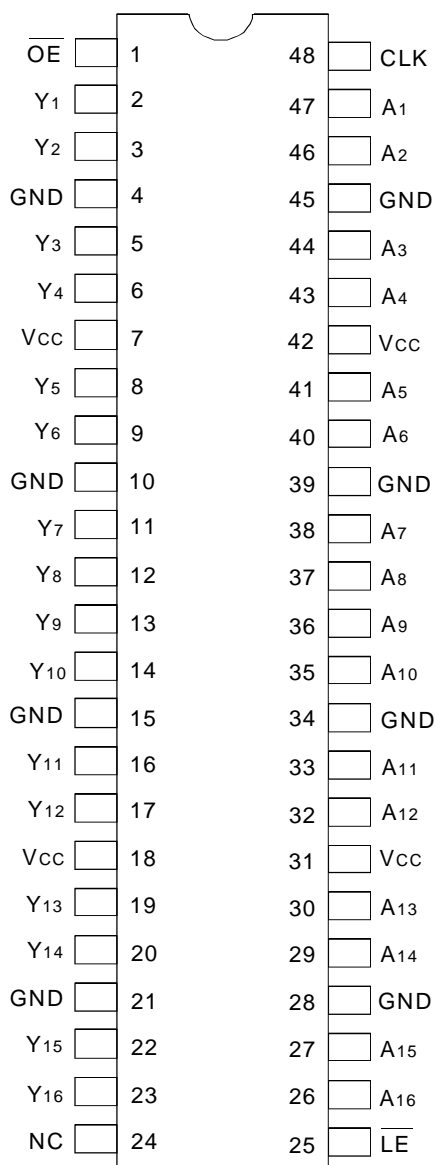 OE 1 48 CLK
Y1 2 47 A1
Y2 3 46 A2
GND 4 45 GND
Y3 5 44 A3
Y4 6 43 A4
VCC 7 42 VCC
Y5 8 41 A5
Y6 9 40 A6
GND 10 39 GND
Y7 11 38 A7
Y8 12 37 A8
Y9 13 36 A9
Y10 14 35 A10
GND 15 34 GND
Y11 16 33 A11
Y12 17 32 A12
VCC 18 31 VCC
Y13 19 30 A13
Y14 20 29 A14
GND 21 28 GND
Y15 22 27 A15
Y16 23 26 A16
NC 24 25 LE